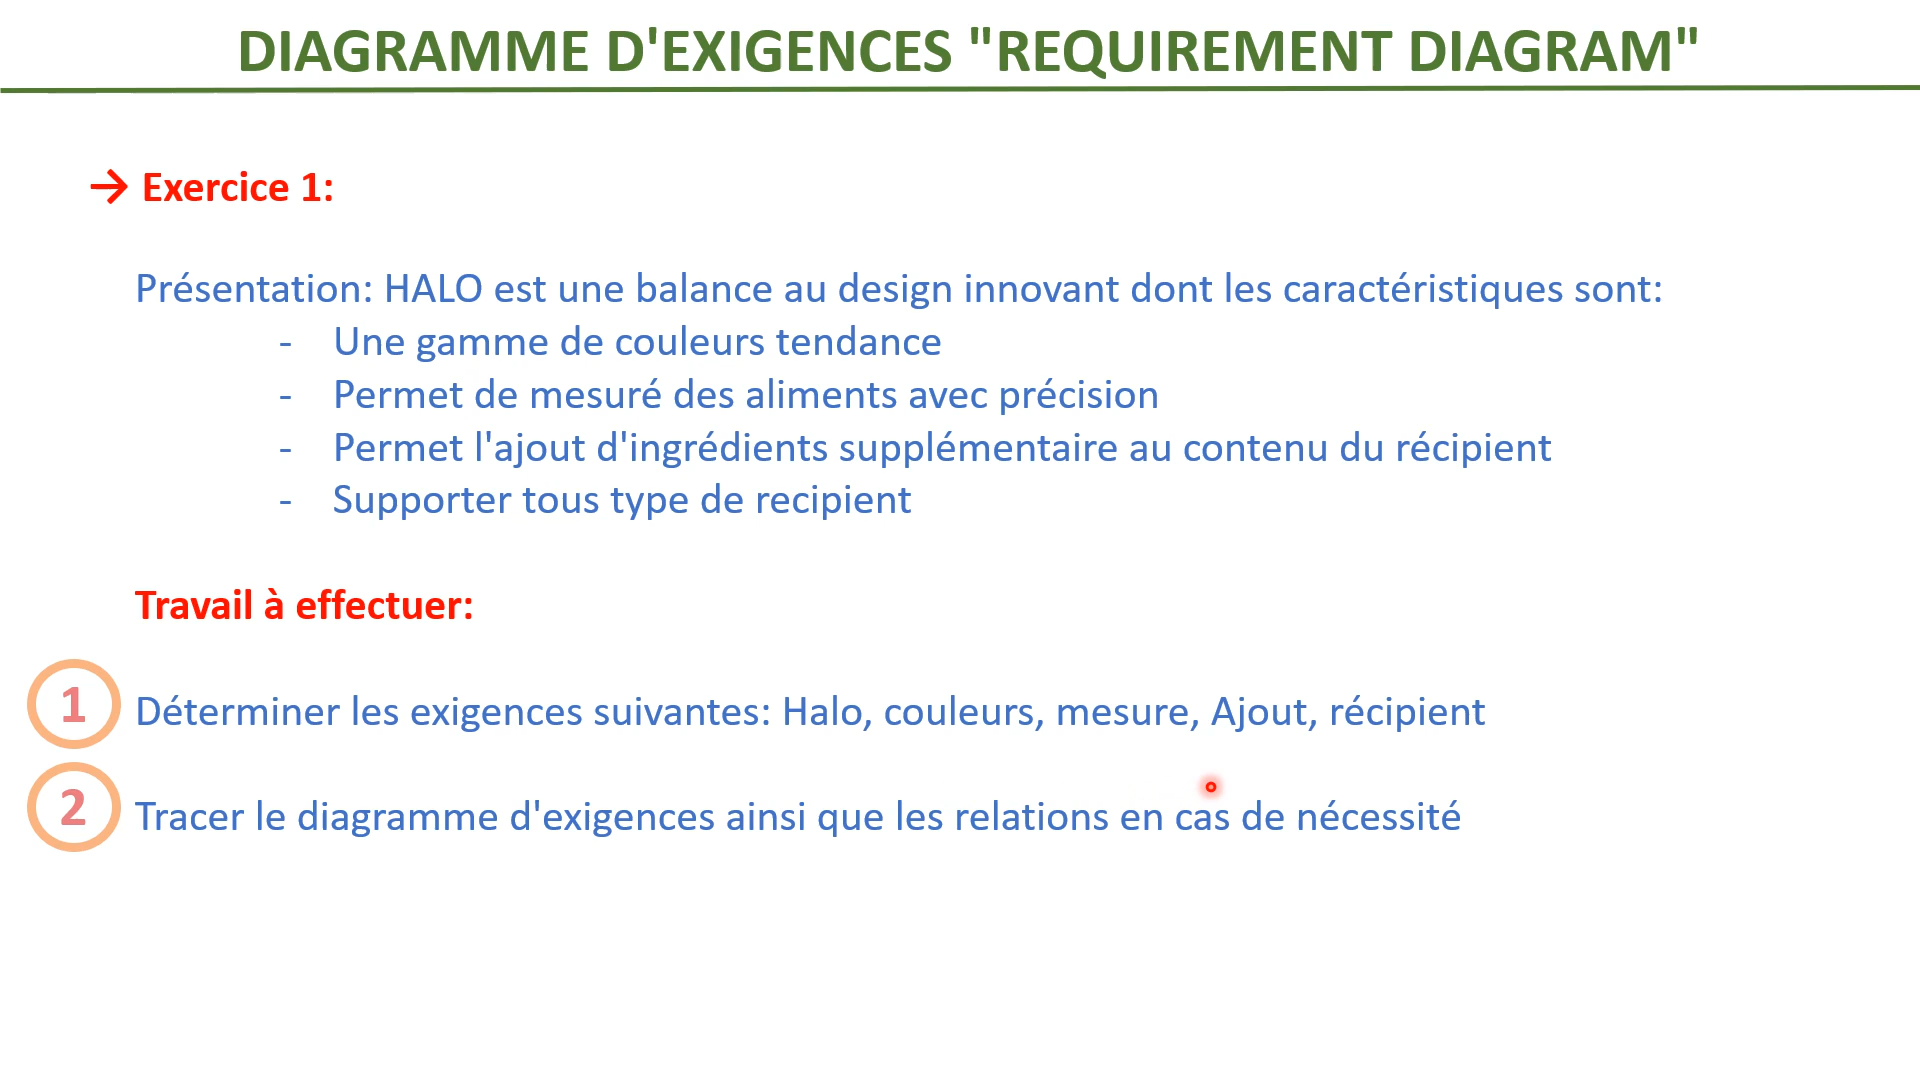 DIAGRAMME D'EXIGENCES "REQUIREMENT DIAGRAM"
→ Exercice 1:
Présentation: HALO est une balance au design innovant dont les caractéristiques sont:
- Une gamme de couleurs tendance
- Permet de mesuré des aliments avec précision
- Permet l'ajout d'ingrédients supplémentaire au contenu du récipient
- Supporter tous type de recipient
Travail à effectuer:
1 Déterminer les exigences suivantes: Halo, couleurs, mesure, Ajout, récipient
2 Tracer le diagramme d'exigences ainsi que les relations en cas de nécessité